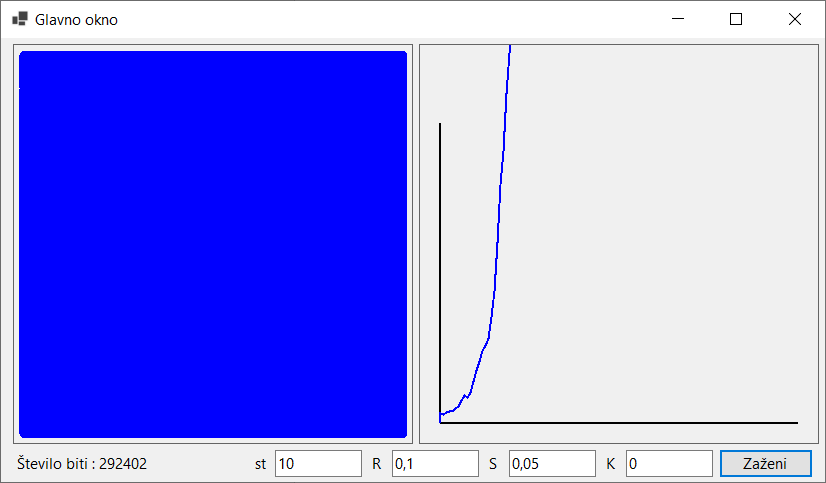 Glavno okno
Število biti : 292402 st 10 R 0,1 S 0,05 K 0 Zaženi